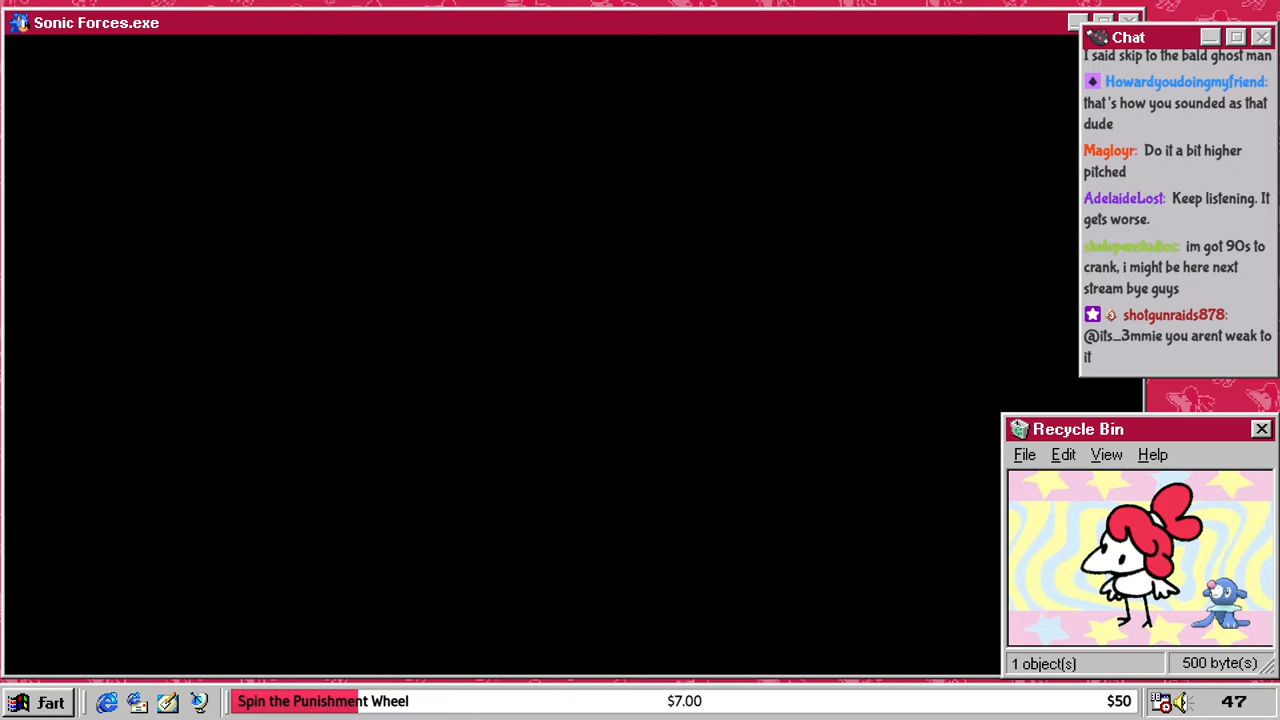 Sonic Forces.exe
Chat
I said skip to the bald ghost man
Howardyoudoingmyfriend:
that's how you sounded as that
dude
Magloyr: Do it a bit higher
pitched
AdelaideLost: Keep listening. It
gets worse.
im got 90s to
crank, i might be here next
stream bye guys
shotgunraids878:
@its_3mmie you arent weak to
it
Recycle Bin
File Edit View Help
1 object(s) 500 byte(s)
Fart Spin the Punishment Wheel $7.00 $50 47